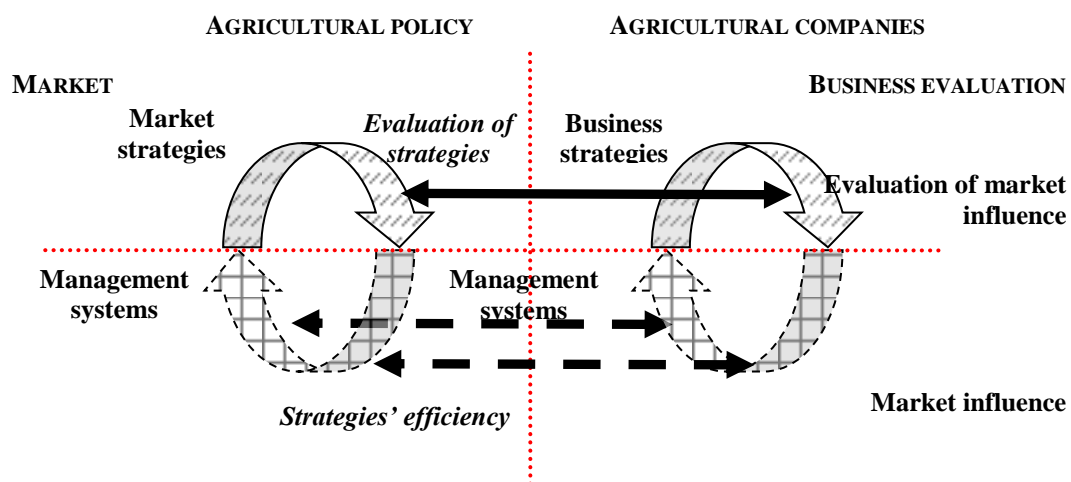 AGRICULTURAL POLICY
AGRICULTURAL COMPANIES
MARKET
BUSINESS EVALUATION
Market
strategies
Evaluation of
strategies
Business
strategies
Evaluation of market
influence
Management
systems
Management
systems
Strategies’ efficiency
Market influence